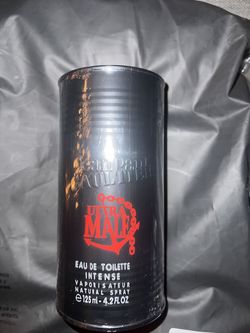 Jean Paul
GAULTIER
ULTRA
MALE
EAU DE TOILETTE
INTENSE
VAPORISATEUR
NATURAL SPRAY
℮ 125 ml - 4.2 FL.OZ